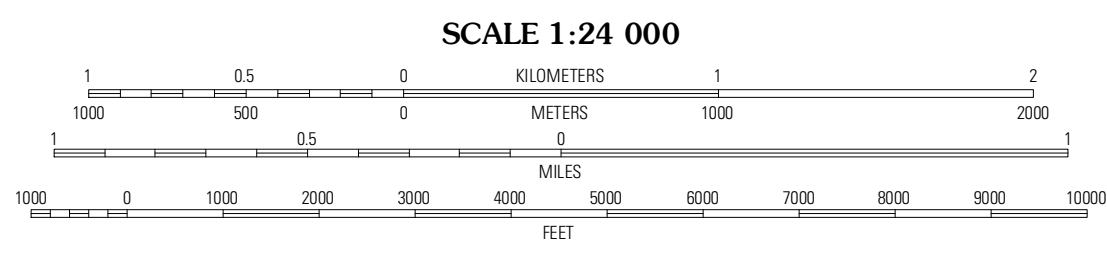 SCALE 1:24 000
1 0.5 0 KILOMETERS 1 2
1000 500 0 METERS 1000 2000
1 0.5 0 1
MILES
1000 0 1000 2000 3000 4000 5000 6000 7000 8000 9000 10000
FEET